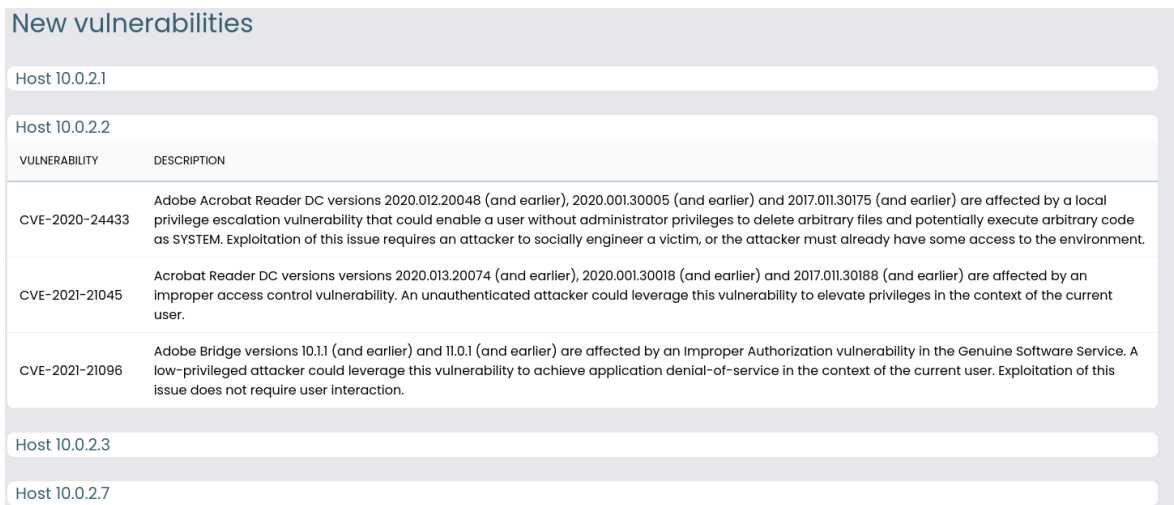 New vulnerabilities
Host 10.0.2.1
Host 10.0.2.2
VULNERABILITY DESCRIPTION
CVE-2020-24433
Adobe Acrobat Reader DC versions 2020.012.20048 (and earlier), 2020.001.30005 (and earlier) and 2017.011.30175 (and earlier) are affected by a local
privilege escalation vulnerability that could enable a user without administrator privileges to delete arbitrary files and potentially execute arbitrary code
as SYSTEM. Exploitation of this issue requires an attacker to socially engineer a victim, or the attacker must already have some access to the environment.
CVE-2021-21045
Acrobat Reader DC versions versions 2020.013.20074 (and earlier), 2020.001.30018 (and earlier) and 2017.011.30188 (and earlier) are affected by an
improper access control vulnerability. An unauthenticated attacker could leverage this vulnerability to elevate privileges in the context of the current
user.
CVE-2021-21096
Adobe Bridge versions 10.1.1 (and earlier) and 11.0.1 (and earlier) are affected by an Improper Authorization vulnerability in the Genuine Software Service. A
low-privileged attacker could leverage this vulnerability to achieve application denial-of-service in the context of the current user. Exploitation of this
issue does not require user interaction.
Host 10.0.2.3
Host 10.0.2.7